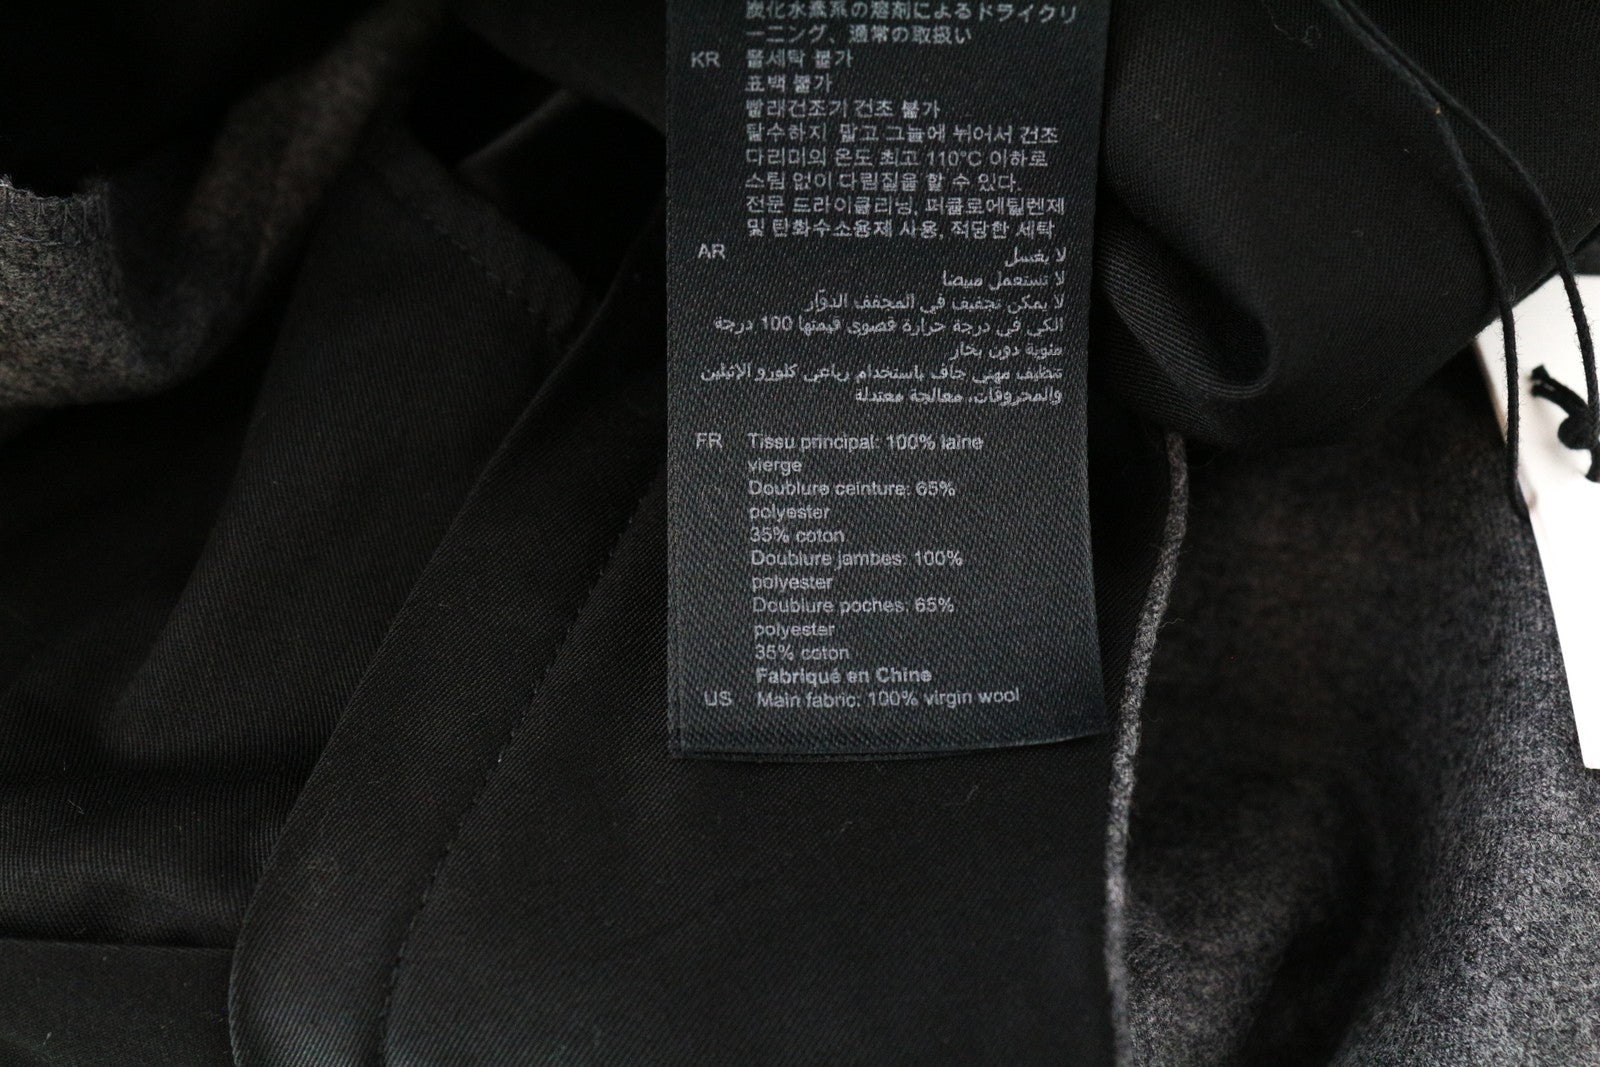 炭化水素系の溶剤によるドライクリ
ーニング、通常の取扱い
KR 물세탁 불가
표백 불가
빨래건조기 건조 불가
탈수하지 말고 그늘에 뉘어서 건조
다리미의 온도 최고 110°C 이하로
스팀 없이 다림질을 할 수 있다.
전문 드라이클리닝, 퍼클로에틸렌제
및 탄화수소용제 사용, 적당한 세탁
AR لا يغسل
لا تستعمل مبيضا
لا يمكن تجفيف في المجفف الدوّار
الكي في درجة حرارة قصوى قيمتها 100 درجة
مئوية دون بخار
تنظيف مهني جاف باستخدام رباعي كلورو الإثيلين
والمحروقات، معالجة معتدلة
FR Tissu principal: 100% laine
vierge
Doublure ceinture: 65%
polyester
35% coton
Doublure jambes: 100%
polyester
Doublure poches: 65%
polyester
35% coton
Fabriqué en Chine
US Main fabric: 100% virgin wool